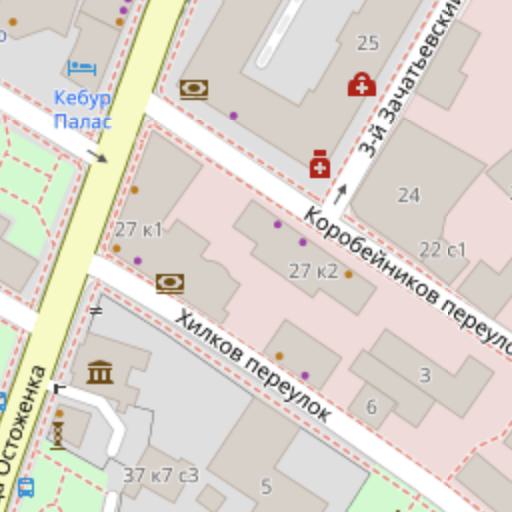 25
Кебур
Палас
3-й Зачатьевский
24
27 к1
Коробейников переул
22 с1
27 к2
Хилков переулок
3
6
Остоженка
37 к7 с3
5